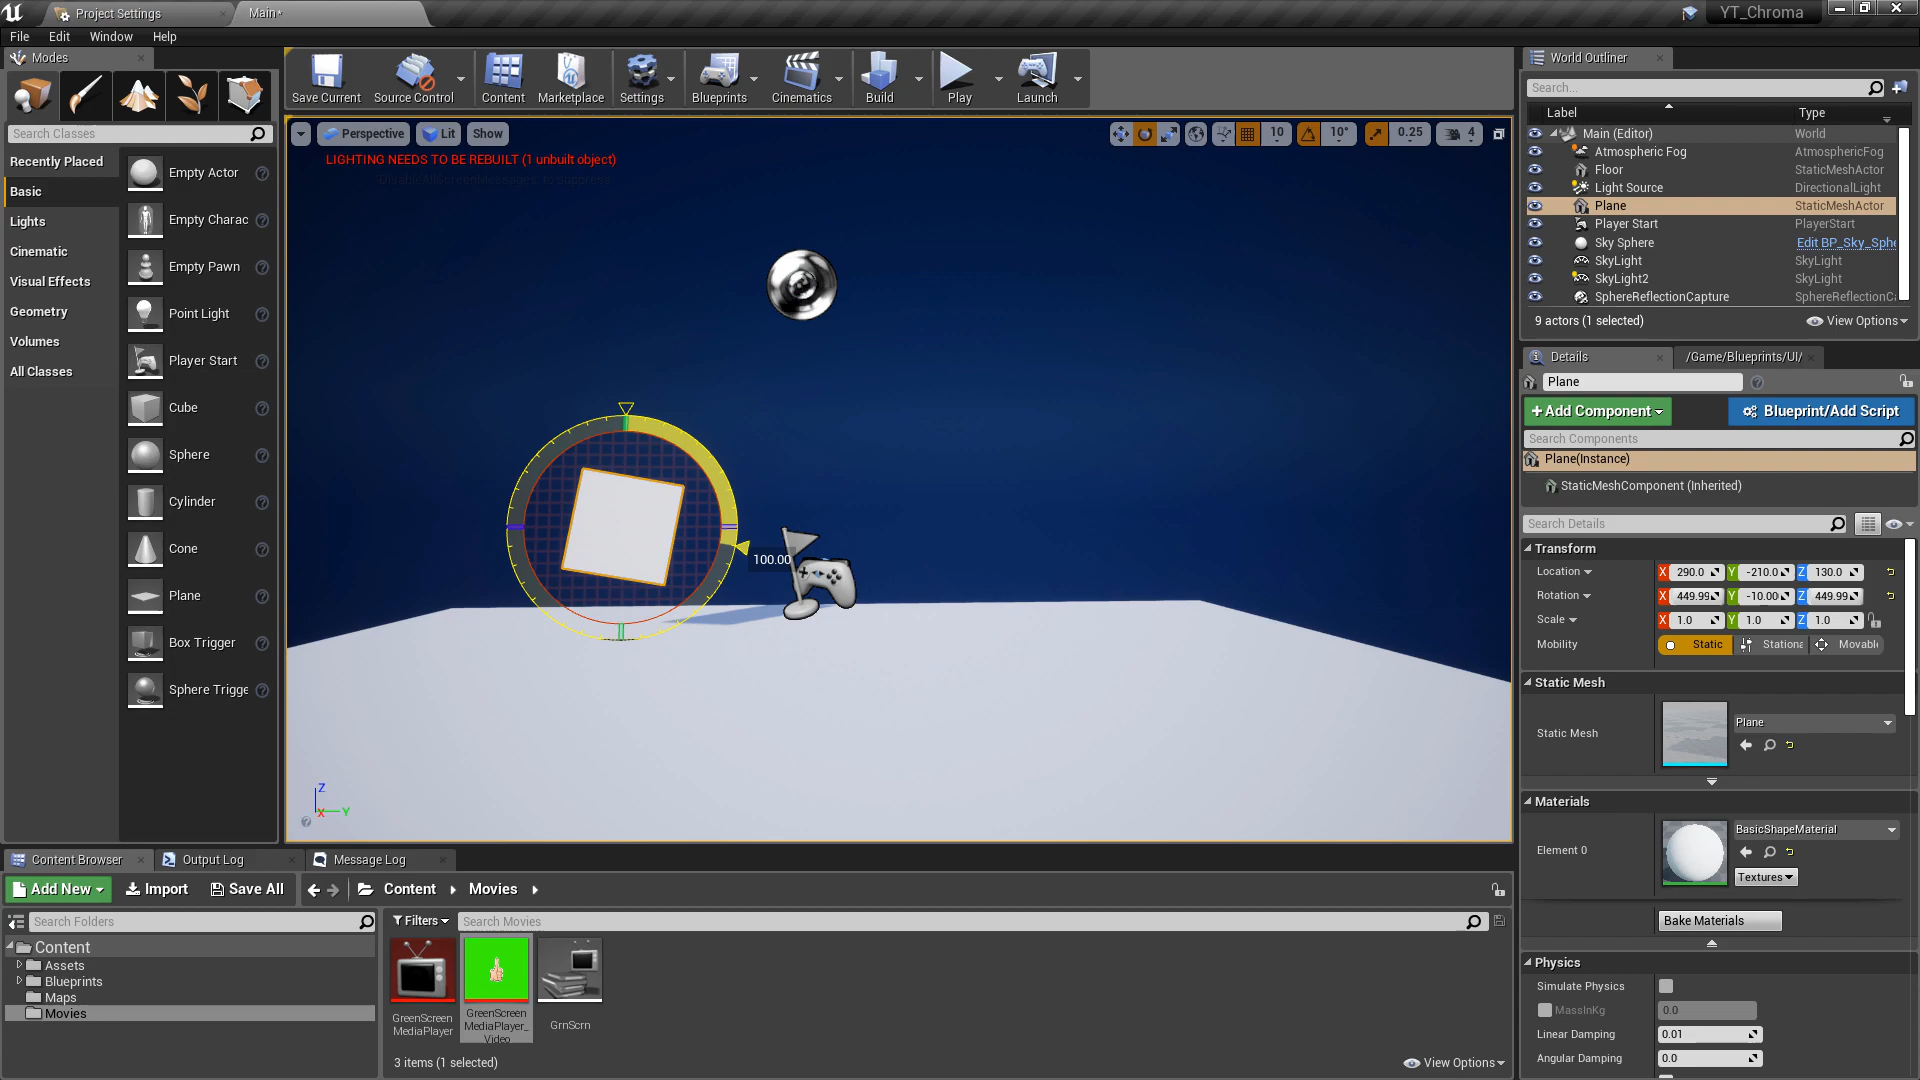 Project Settings
Main*
YT_Chroma
File Edit Window Help
Modes
Search Classes
Recently Placed
Basic
Lights
Cinematic
Visual Effects
Geometry
Volumes
All Classes
Empty Actor
Empty Charac
Empty Pawn
Point Light
Player Start
Cube
Sphere
Cylinder
Cone
Plane
Box Trigger
Sphere Trigge
Save Current
Source Control
Content
Marketplace
Settings
Blueprints
Cinematics
Build
Play
Launch
Perspective Lit Show
10 10° 0.25 4
LIGHTING NEEDS TO BE REBUILT (1 unbuilt object)
'DisableAllScreenMessages' to suppress
100.00
Z
X
Y
World Outliner
Search...
Label Type
Main (Editor) World
Atmospheric Fog AtmosphericFog
Floor StaticMeshActor
Light Source DirectionalLight
Plane StaticMeshActor
Player Start PlayerStart
Sky Sphere Edit BP_Sky_Sphe
SkyLight SkyLight
SkyLight2 SkyLight
SphereReflectionCapture SphereReflectionCa
9 actors (1 selected) View Options
Details
/Game/Blueprints/UI/
Plane
+Add Component
Blueprint/Add Script
Search Components
Plane(Instance)
StaticMeshComponent (Inherited)
Search Details
Transform
Location X 290.0 Y -210.0 Z 130.0
Rotation X 449.99 Y -10.00 Z 449.99
Scale X 1.0 Y 1.0 Z 1.0
Mobility Static Stationa Movabl
Static Mesh
Static Mesh
Plane
Materials
Element 0
BasicShapeMaterial
Textures
Bake Materials
Physics
Simulate Physics
MassInKg 0.0
Linear Damping 0.01
Angular Damping 0.0
Content Browser
Output Log
Message Log
Add New Import Save All Content Movies
Search Folders
Content
Assets
Blueprints
Maps
Movies
Filters
Search Movies
GreenScreen
MediaPlayer
GreenScreen
MediaPlayer_
Video
GrnScrn
3 items (1 selected)
View Options